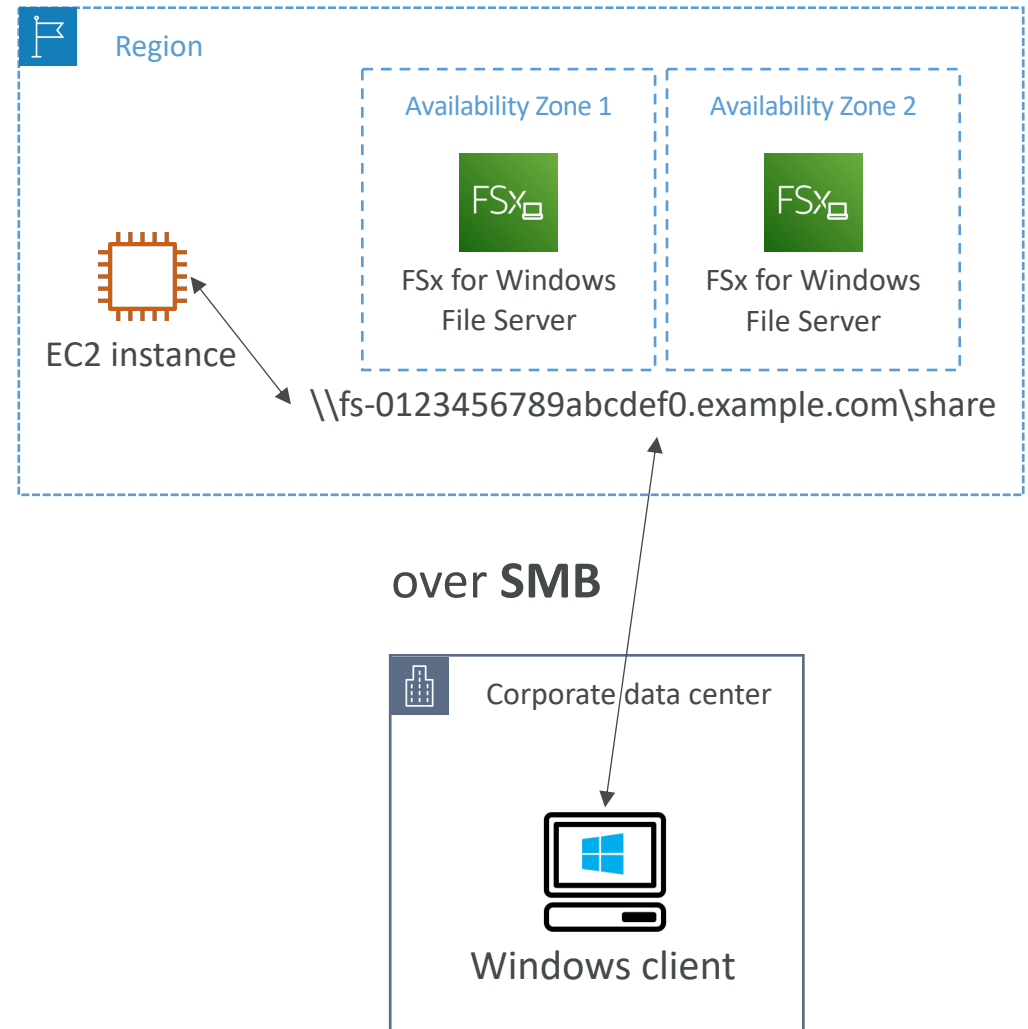 Region
Availability Zone 1
Availability Zone 2
FSx
FSx
FSx for Windows
File Server
FSx for Windows
File Server
EC2 instance
\\fs-0123456789abcdef0.example.com\share
over SMB
Corporate data center
Windows client